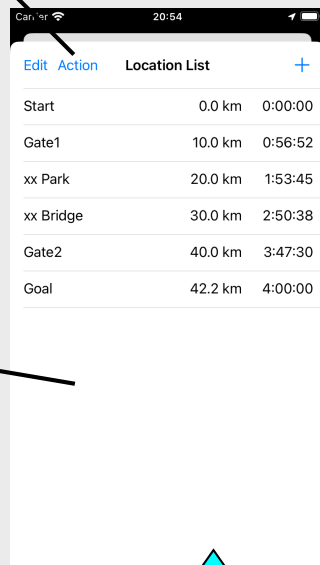 Carrier 20:54
Edit Action Location List +
Start 0.0 km 0:00:00
Gate1 10.0 km 0:56:52
xx Park 20.0 km 1:53:45
xx Bridge 30.0 km 2:50:38
Gate2 40.0 km 3:47:30
Goal 42.2 km 4:00:00